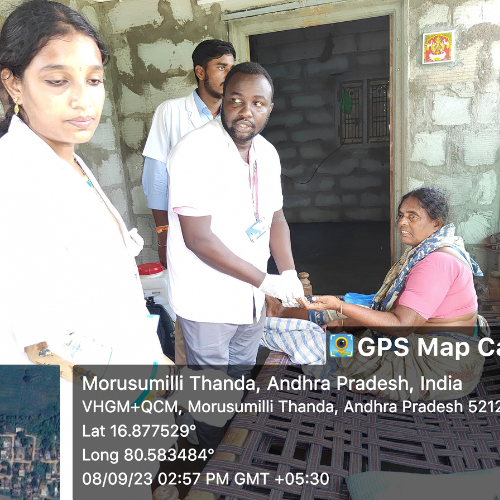 GPS Map Ca
Morusumilli Thanda, Andhra Pradesh, India
VHGM+QCM, Morusumilli Thanda, Andhra Pradesh 5212
Lat 16.877529°
Long 80.583484°
08/09/23 02:57 PM GMT +05:30